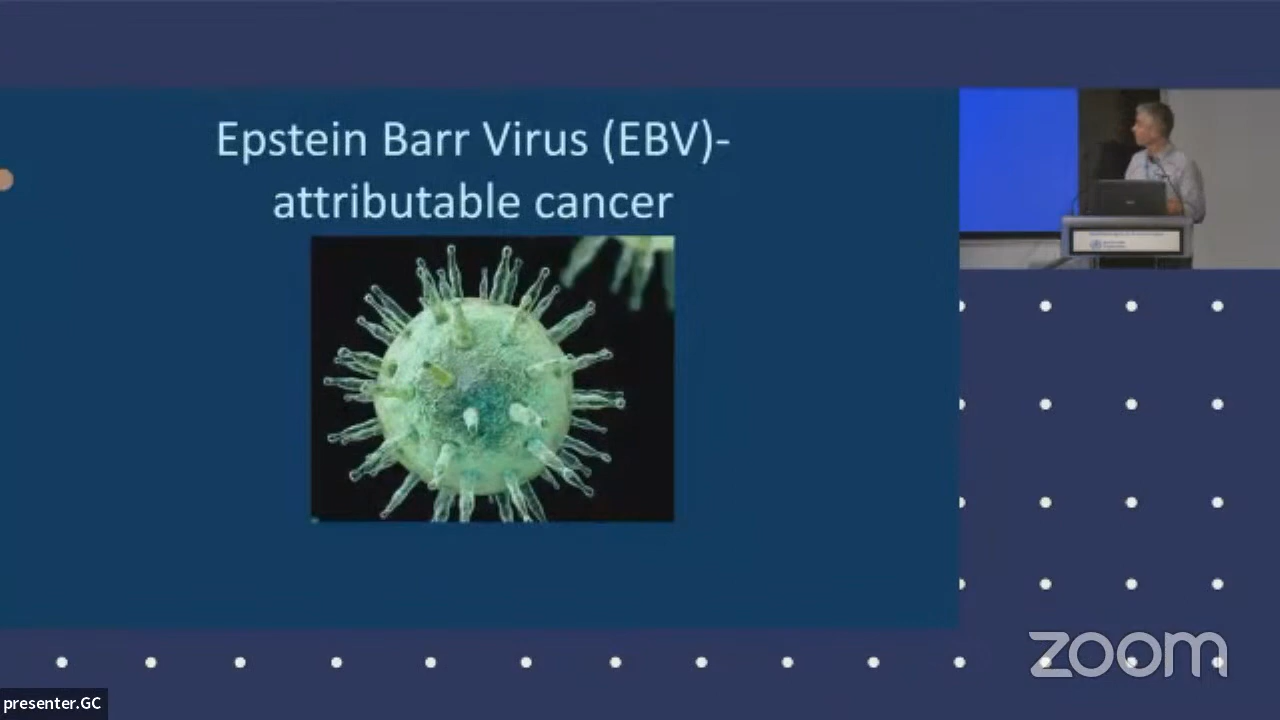 Epstein Barr Virus (EBV)-
attributable cancer
zoom
presenter.GC